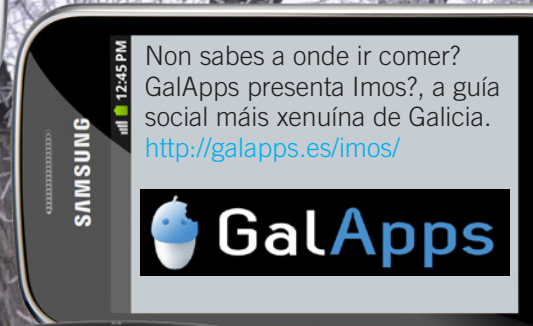 Non sabes a onde ir comer?
GalApps presenta Imos?, a guía
social máis xenuína de Galicia.
http://galapps.es/imos/
GalApps
SAMSUNG
12:45 PM